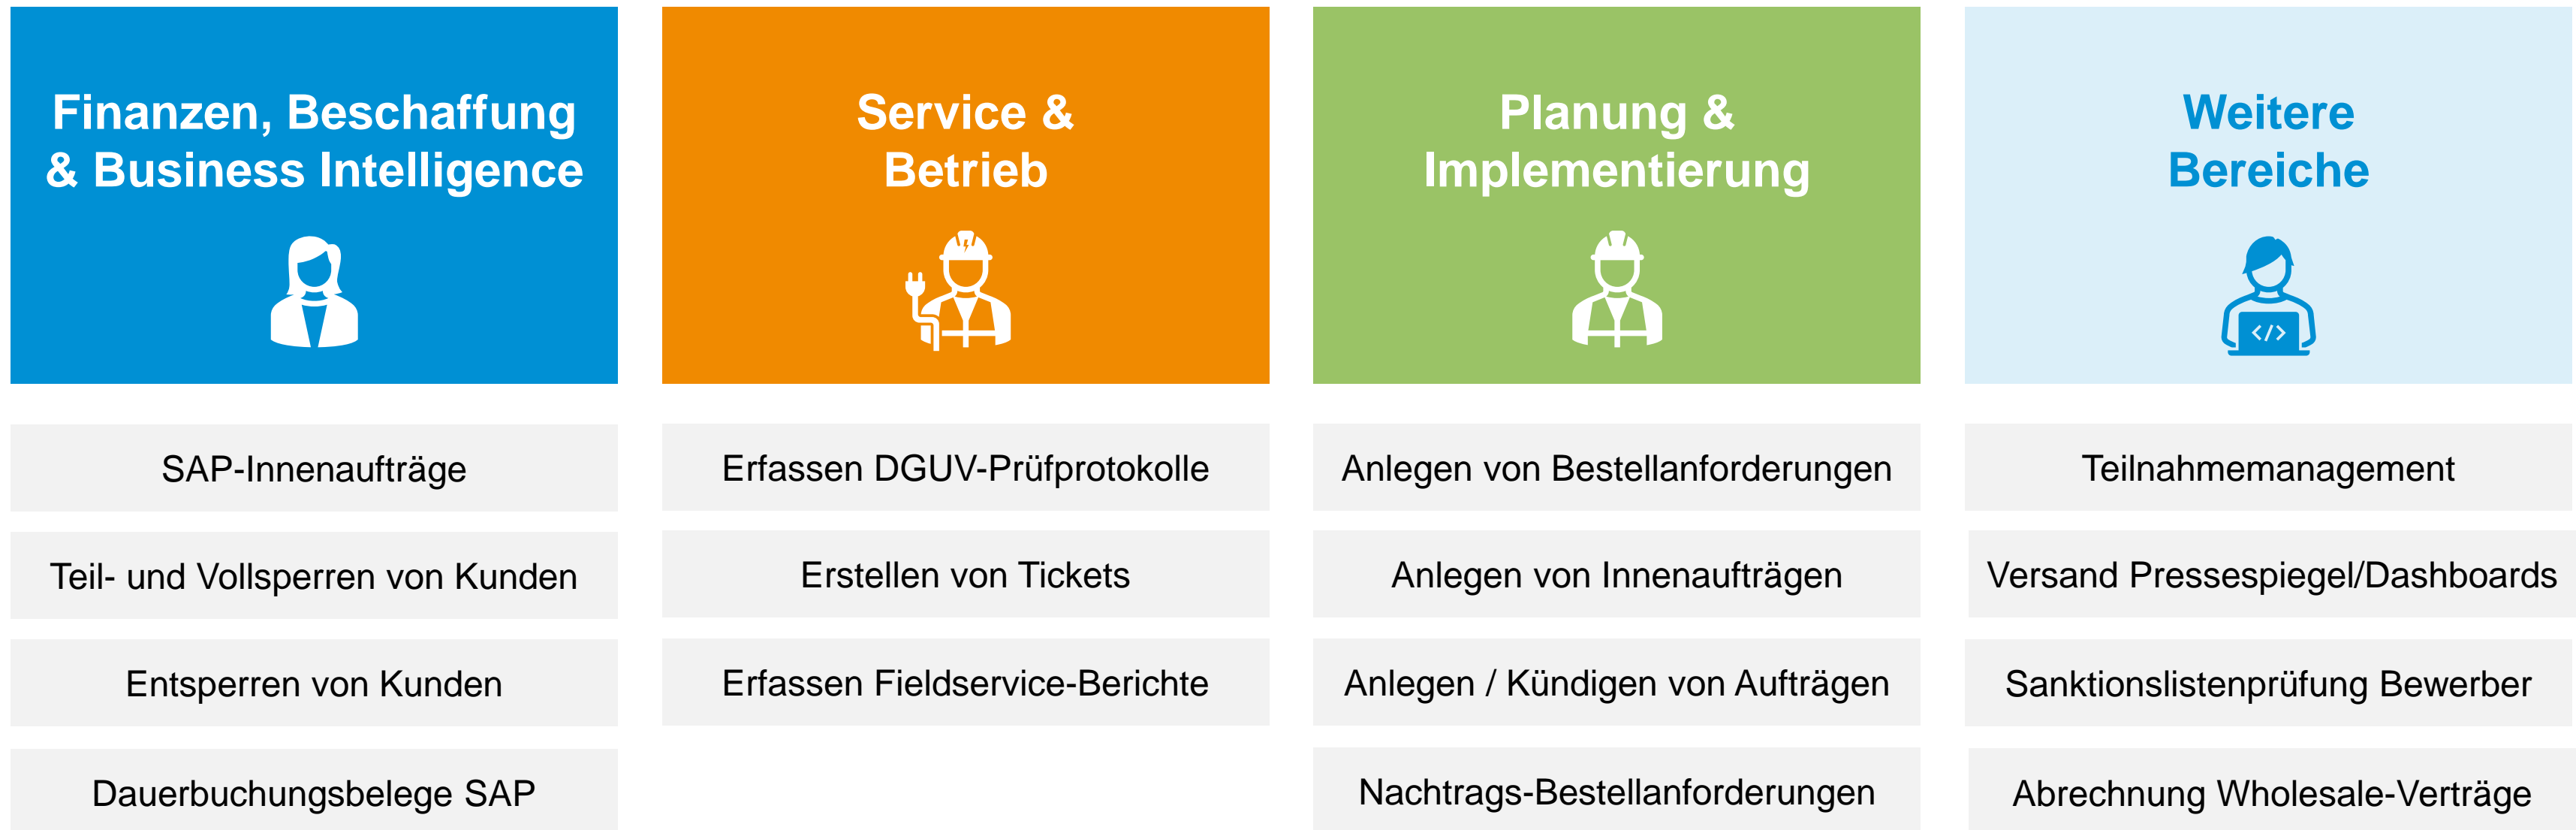 Finanzen, Beschaffung
& Business Intelligence
SAP-Innenaufträge
Teil- und Vollsperren von Kunden
Entsperren von Kunden
Dauerbuchungsbelege SAP
Service &
Betrieb
Erfassen DGUV-Prüfprotokolle
Erstellen von Tickets
Erfassen Fieldservice-Berichte
Planung &
Implementierung
Anlegen von Bestellanforderungen
Anlegen von Innenaufträgen
Anlegen / Kündigen von Aufträgen
Nachtrags-Bestellanforderungen
Weitere
Bereiche
</>
Teilnahmemanagement
Versand Pressespiegel/Dashboards
Sanktionslistenprüfung Bewerber
Abrechnung Wholesale-Verträge